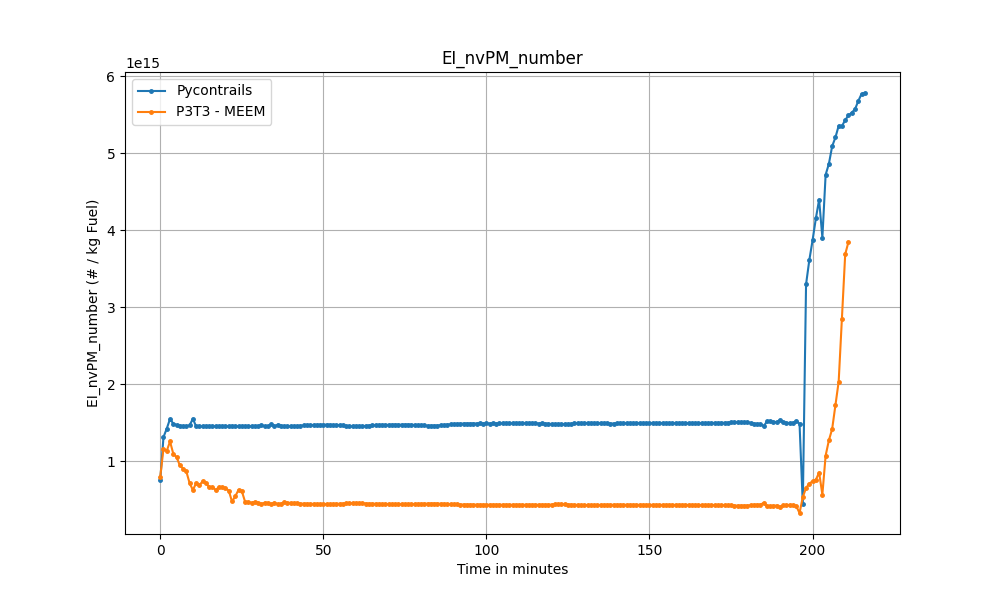 EI_nvPM_number
1e15
Pycontrails
P3T3 - MEEM
6
5
4
3
2
1
EI_nvPM_number (# / kg Fuel)
0 50 100 150 200
Time in minutes